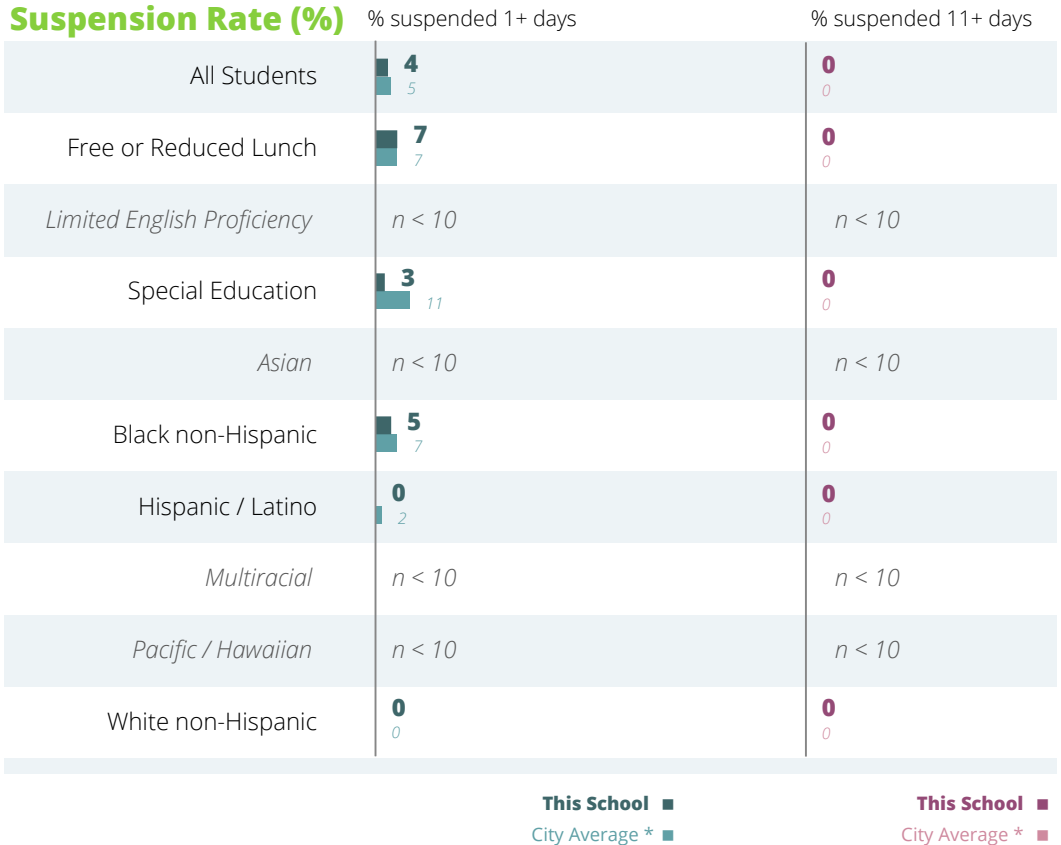 Suspension Rate (%) % suspended 1+ days % suspended 11+ days
All Students 4 0
5 0
Free or Reduced Lunch 7 0
7 0
Limited English Proficiency n < 10 n < 10
Special Education 3 0
11 0
Asian n < 10 n < 10
Black non-Hispanic 5 0
7 0
Hispanic / Latino 0 0
2 0
Multiracial n < 10 n < 10
Pacific / Hawaiian n < 10 n < 10
White non-Hispanic 0 0
0 0
This School This School
City Average * City Average *